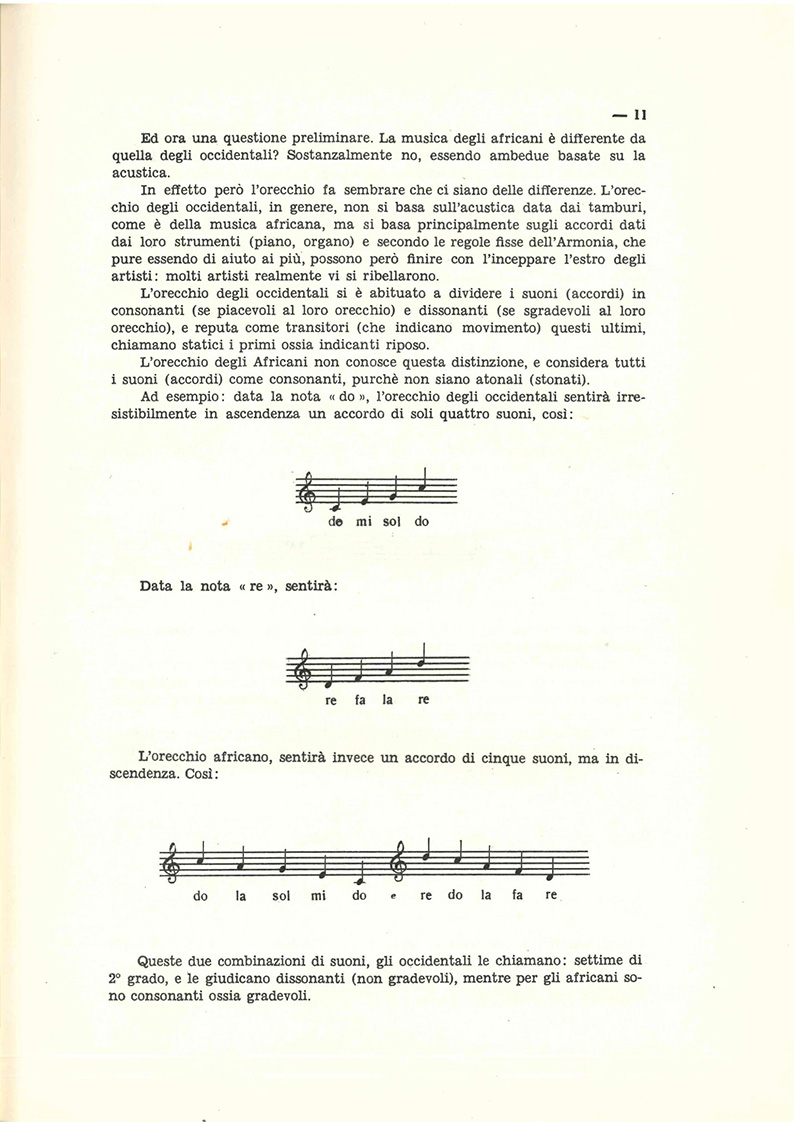 — 11
Ed ora una questione preliminare. La musica degli africani è differente da
quella degli occidentali? Sostanzalmente no, essendo ambedue basate su la
acustica.
In effetto però l'orecchio fa sembrare che ci siano delle differenze. L'orec-
chio degli occidentali, in genere, non si basa sull'acustica data dai tamburi,
come è della musica africana, ma si basa principalmente sugli accordi dati
dai loro strumenti (piano, organo) e secondo le regole fisse dell'Armonia, che
pure essendo di aiuto ai più, possono però finire con l'inceppare l'estro degli
artisti: molti artisti realmente vi si ribellarono.
L'orecchio degli occidentali si è abituato a dividere i suoni (accordi) in
consonanti (se piacevoli al loro orecchio) e dissonanti (se sgradevoli al loro
orecchio), e reputa come transitori (che indicano movimento) questi ultimi,
chiamano statici i primi ossia indicanti riposo.
L'orecchio degli Africani non conosce questa distinzione, e considera tutti
i suoni (accordi) come consonanti, purchè non siano atonali (stonati).
Ad esempio: data la nota « do », l'orecchio degli occidentali sentirà irre-
sistibilmente in ascendenza un accordo di soli quattro suoni, così:
do mi sol do
Data la nota « re », sentirà:
re fa la re
L'orecchio africano, sentirà invece un accordo di cinque suoni, ma in di-
scendenza. Così:
do la sol mi do e re do la fa re
Queste due combinazioni di suoni, gli occidentali le chiamano: settime di
2° grado, e le giudicano dissonanti (non gradevoli), mentre per gli africani so-
no consonanti ossia gradevoli.